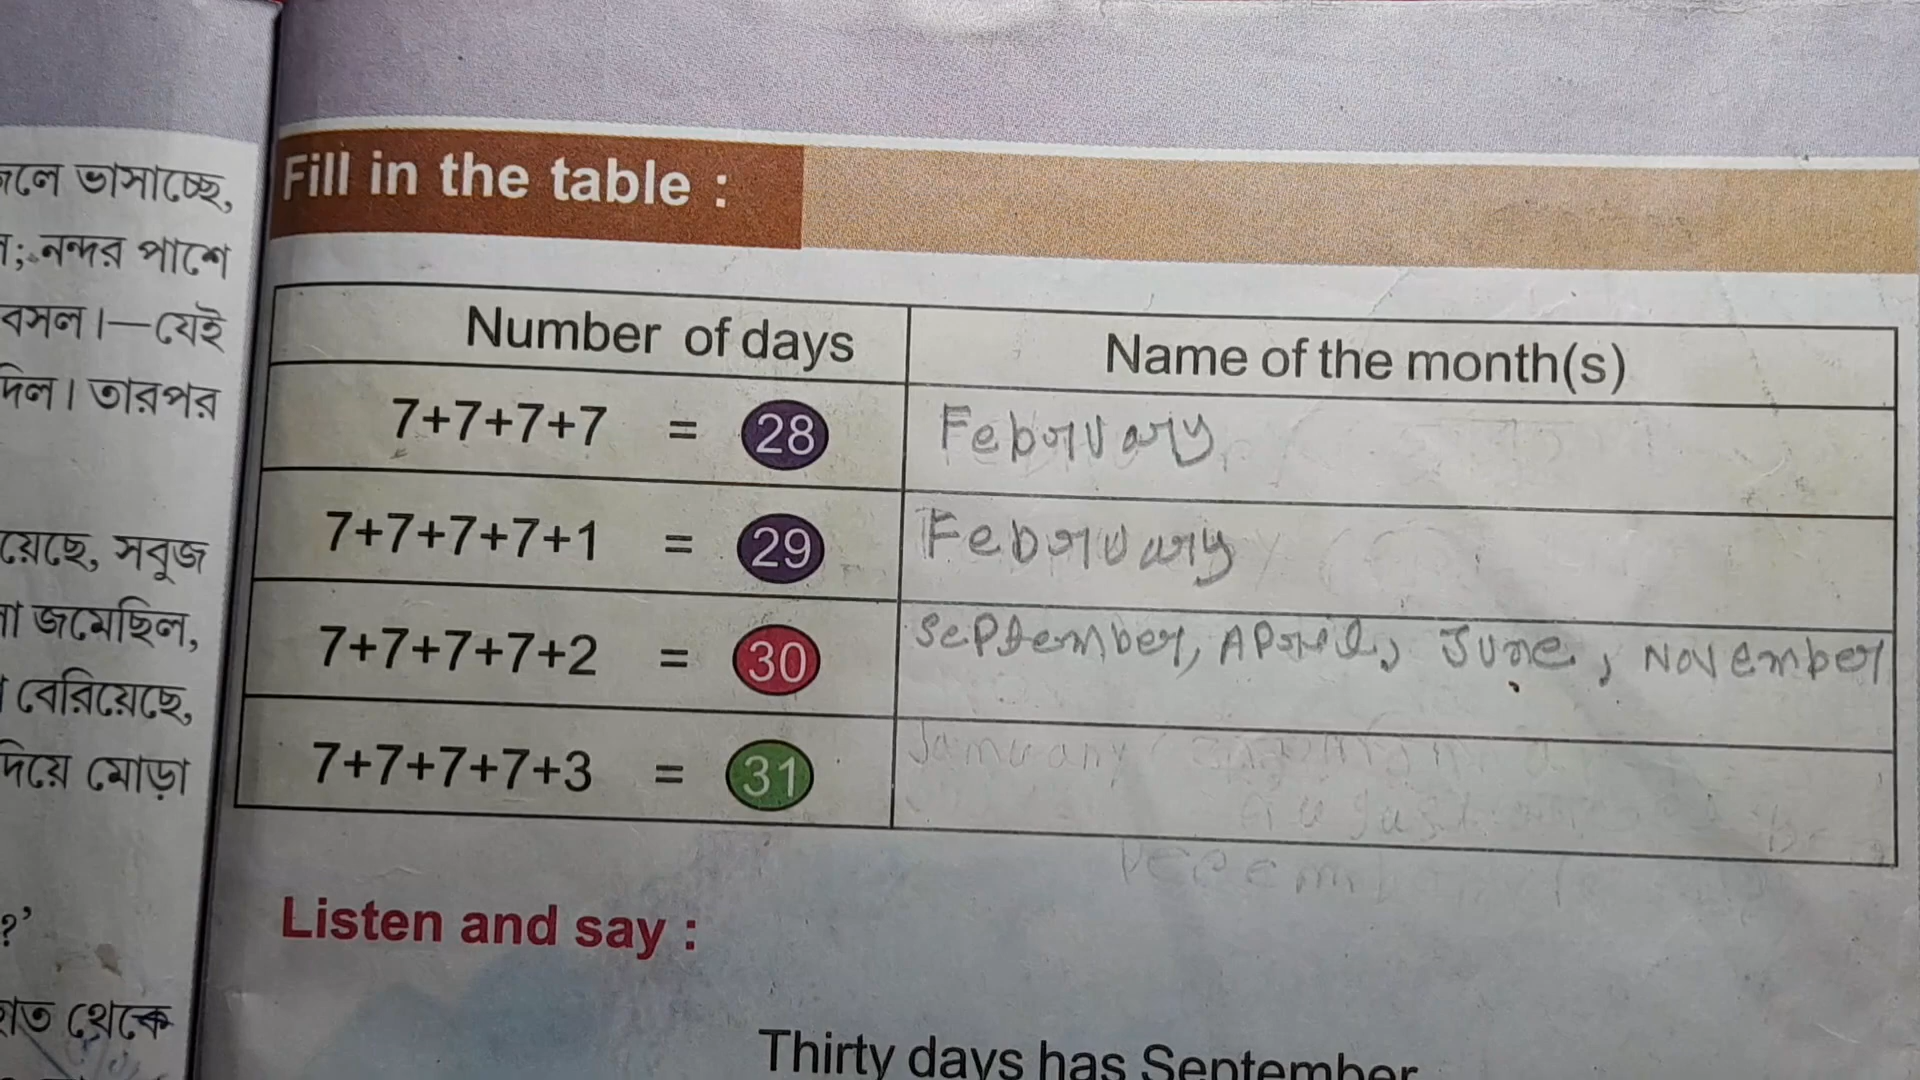 ভাসাচ্ছে,
নন্দর পাশে
বসল।—যেই
দিল। তারপর
সবুজ
জমেছিল,
বেরিয়েছে,
দিয়ে মোড়া
?’
থেকে
Fill in the table :
Number of days Name of the month(s)
7+7+7+7 = 28 February
7+7+7+7+1 = 29 February
7+7+7+7+2 = 30 September, April, June, November
7+7+7+7+3 = 31 January
August
Listen and say :
Thirty days has September